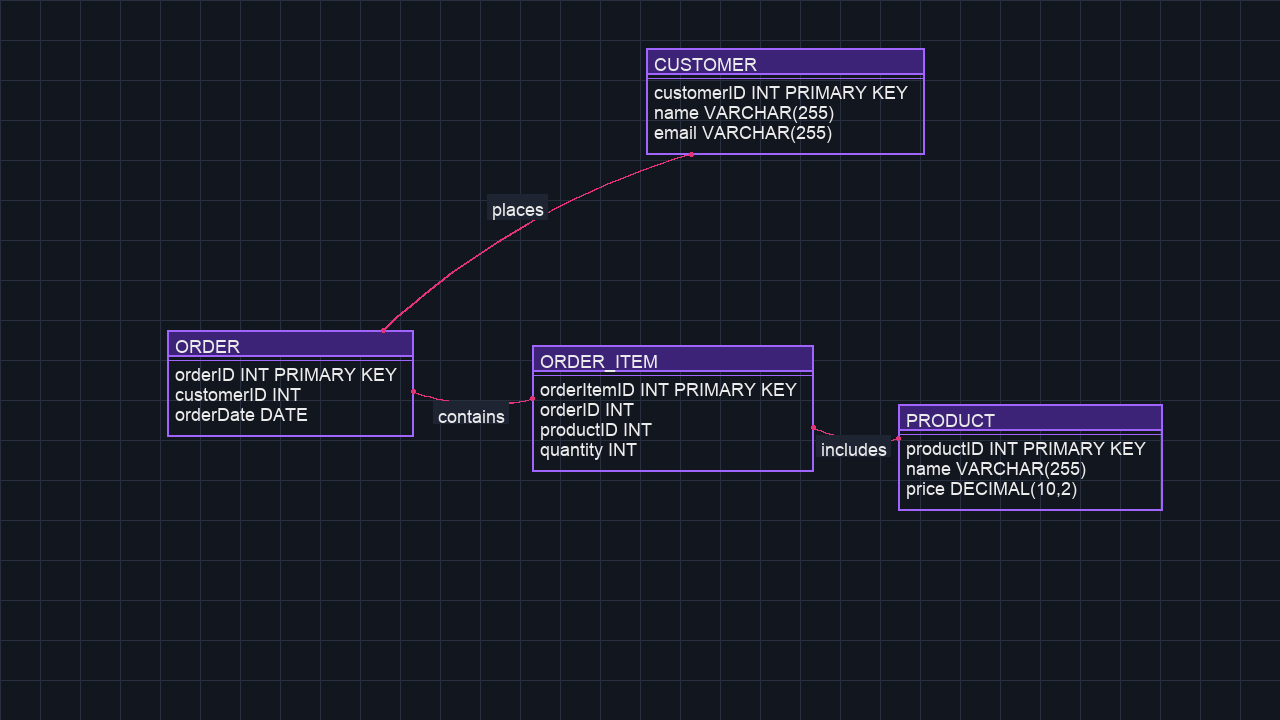 CUSTOMER
customerID INT PRIMARY KEY
name VARCHAR(255)
email VARCHAR(255)
places
ORDER
orderID INT PRIMARY KEY
customerID INT
orderDate DATE
contains
ORDER_ITEM
orderItemID INT PRIMARY KEY
orderID INT
productID INT
quantity INT
includes
PRODUCT
productID INT PRIMARY KEY
name VARCHAR(255)
price DECIMAL(10,2)